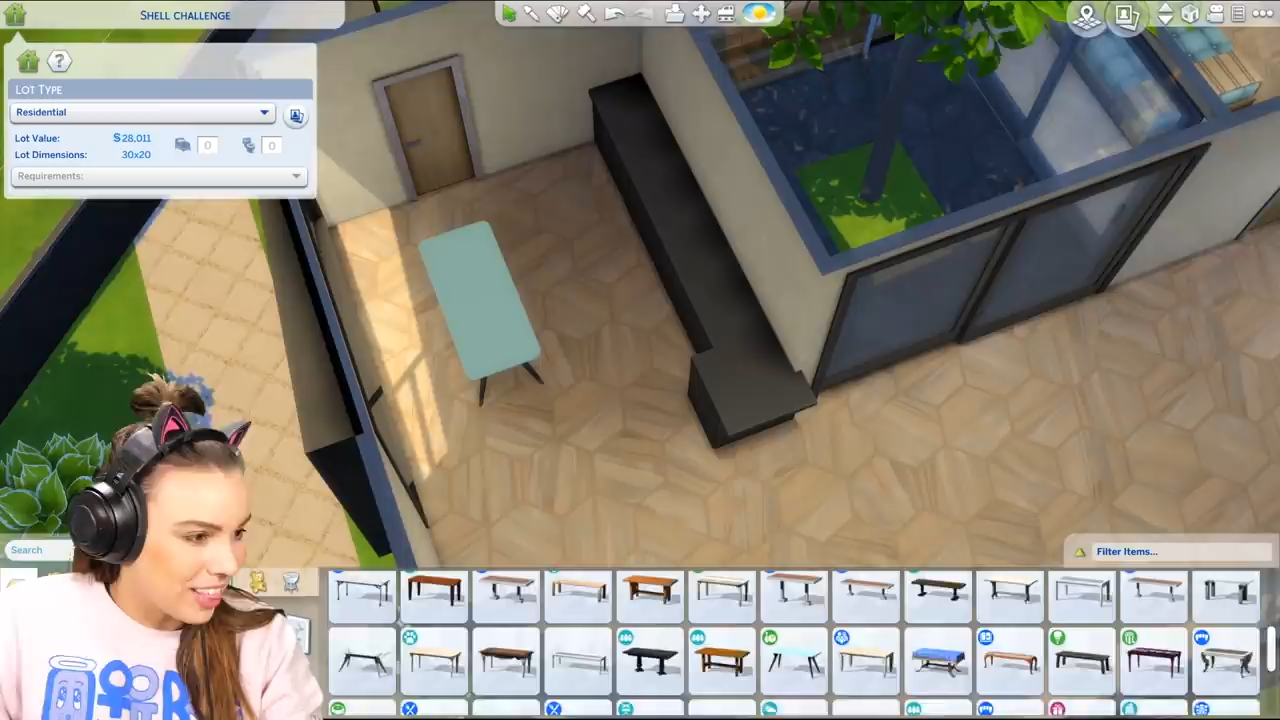 SHELL CHALLENGE
LOT TYPE
Residential
Lot Value: §28,011
0 0
Lot Dimensions: 30x20
Requirements:
Search
Filter Items...